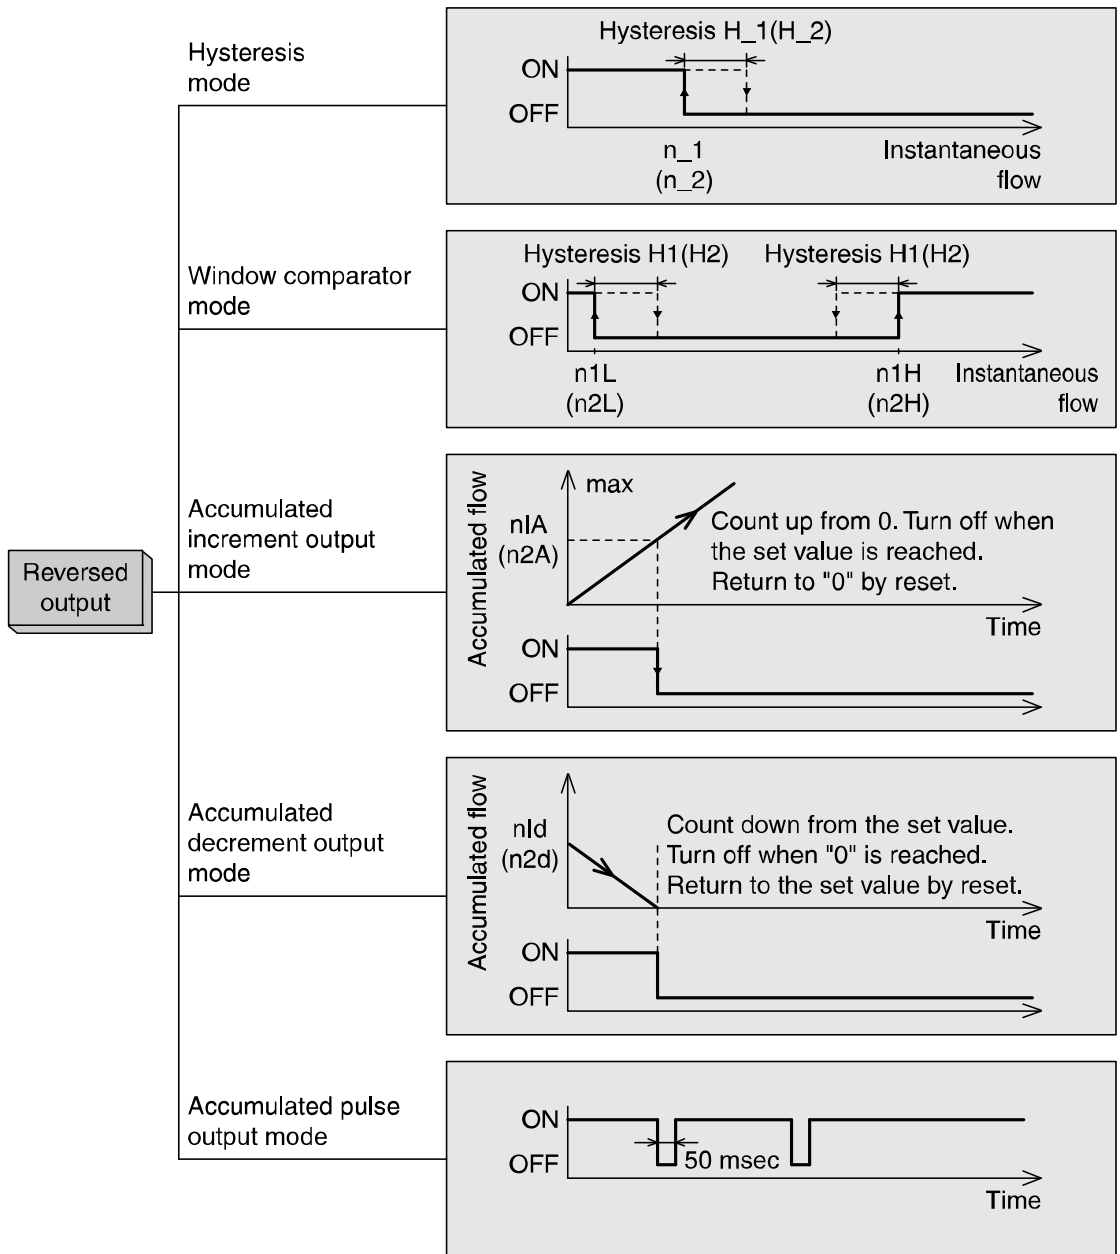 Reversed
output
Hysteresis
mode
Hysteresis H_1(H_2)
ON
OFF
n_1
(n_2)
Instantaneous
flow
Window comparator
mode
Hysteresis H1(H2)
Hysteresis H1(H2)
ON
OFF
n1L
(n2L)
n1H
(n2H)
Instantaneous
flow
Accumulated
increment output
mode
Accumulated flow
max
nIA
(n2A)
Count up from 0. Turn off when
the set value is reached.
Return to "0" by reset.
Time
ON
OFF
Accumulated
decrement output
mode
Accumulated flow
nId
(n2d)
Count down from the set value.
Turn off when "0" is reached.
Return to the set value by reset.
Time
ON
OFF
Accumulated pulse
output mode
ON
OFF
50 msec
Time